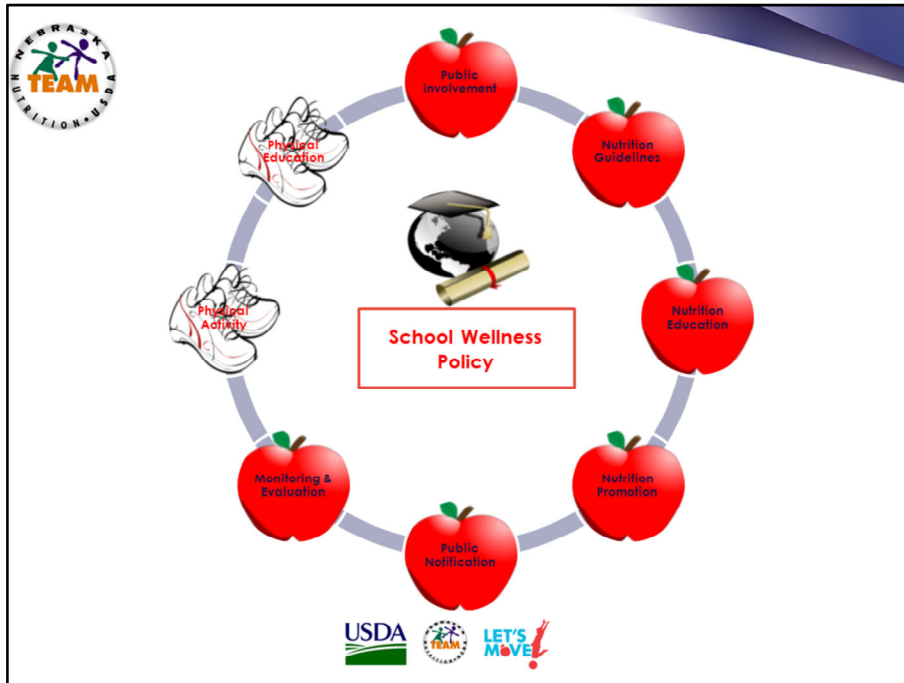 NEBRASKA
TEAM
NUTRITION • USDA
Public
involvement
Nutrition
Guidelines
Nutrition
Education
Nutrition
Promotion
Public
Notification
Monitoring &
Evaluation
Physical
Activity
Physical
Education
School Wellness
Policy
USDA
TEAM
LET'S
MOVE!